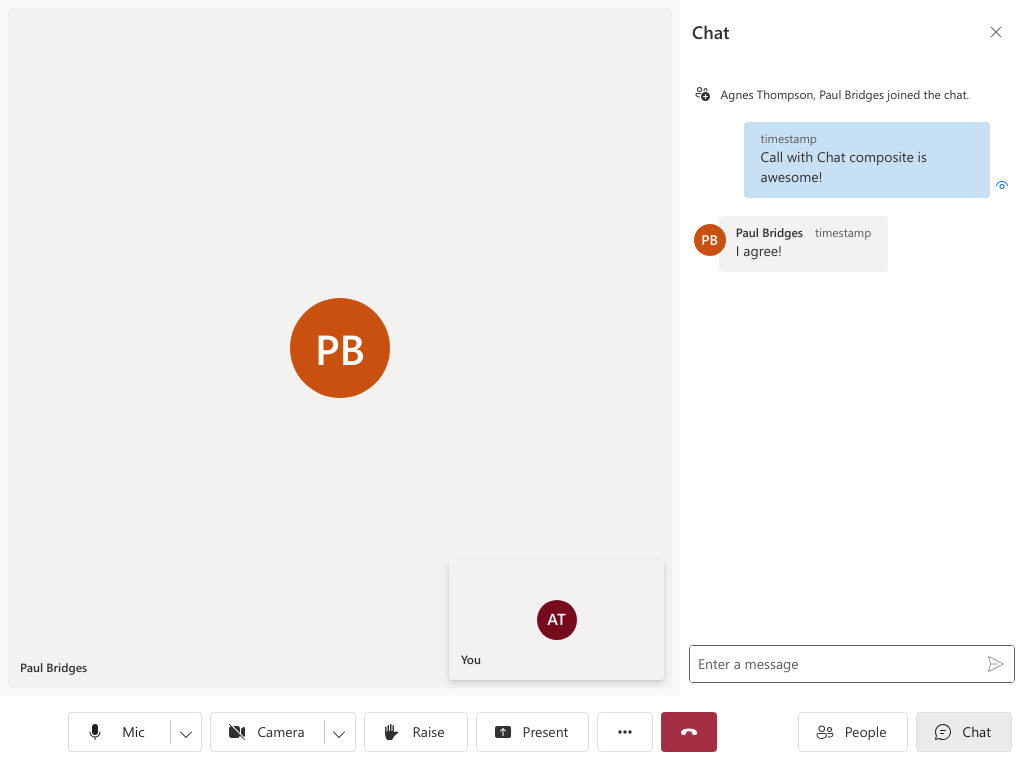 Chat
Agnes Thompson, Paul Bridges joined the chat.
timestamp
Call with Chat composite is
awesome!
PB
Paul Bridges timestamp
I agree!
PB
AT
You
Paul Bridges
Enter a message
Mic
Camera
Raise
Present
People
Chat